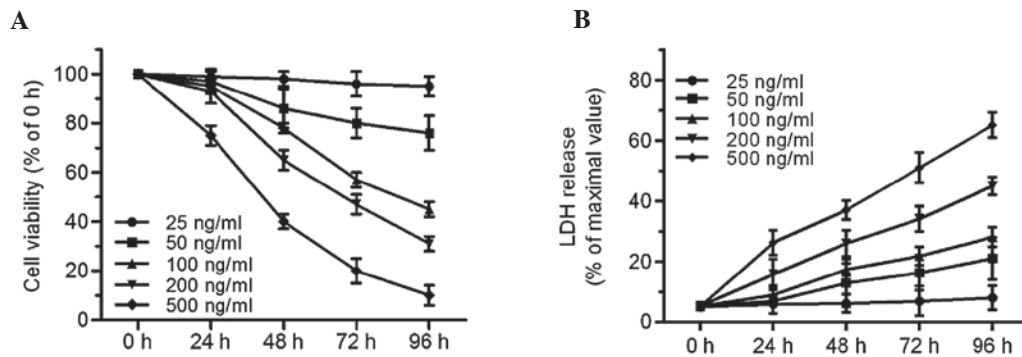 A
Cell viability (% of 0 h)
100
80
60
40
20
0
25 ng/ml
50 ng/ml
100 ng/ml
200 ng/ml
500 ng/ml
0 h 24 h 48 h 72 h 96 h
B
LDH release
(% of maximal value)
80
60
40
20
0
25 ng/ml
50 ng/ml
100 ng/ml
200 ng/ml
500 ng/ml
0 h 24 h 48 h 72 h 96 h